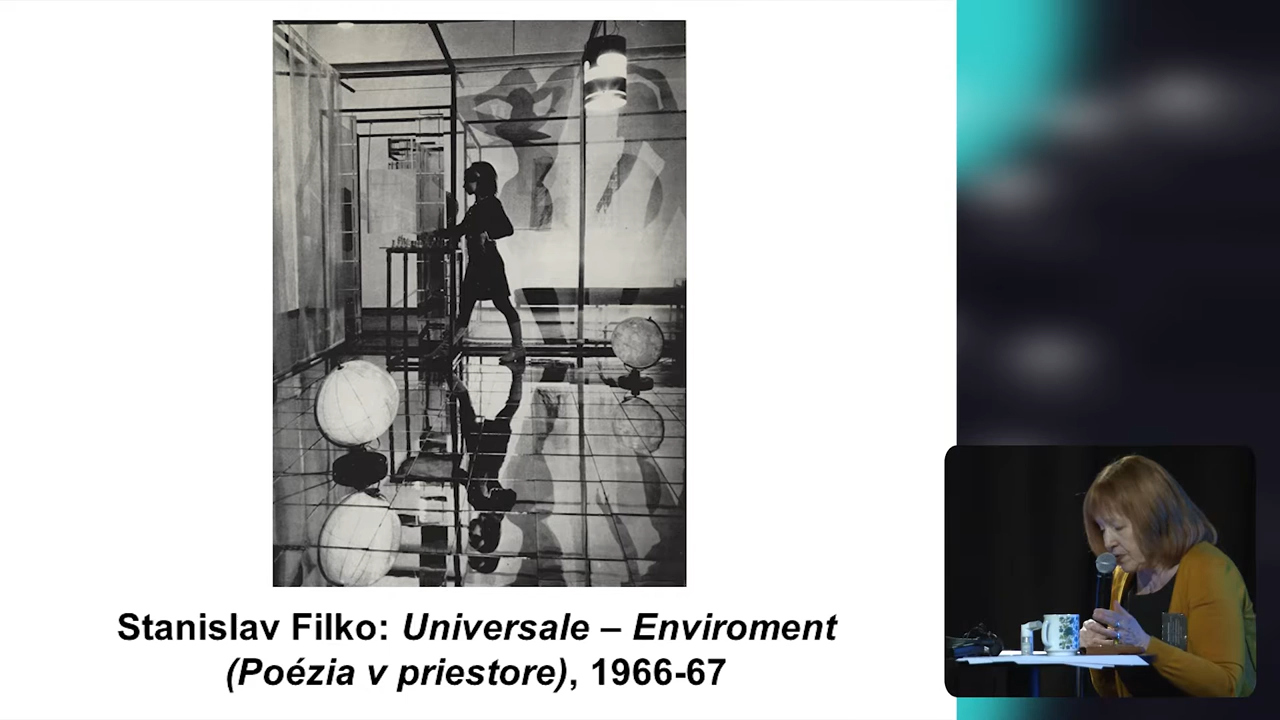 Stanislav Filko: Universale – Enviroment
(Poézia v priestore), 1966-67